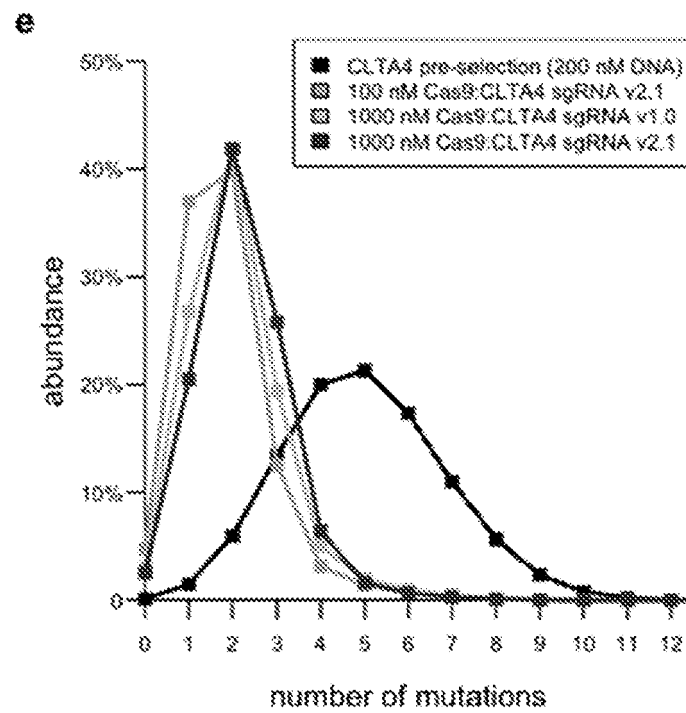 e
50%
40%
30%
20%
10%
0
abundance
CLTA4 pre-selection (200 nM DNA)
100 nM Cas9:CLTA4 sgRNA v2.1
1000 nM Cas9:CLTA4 sgRNA v1.0
1000 nM Cas9:CLTA4 sgRNA v2.1
0 1 2 3 4 5 6 7 8 9 10 11 12
number of mutations